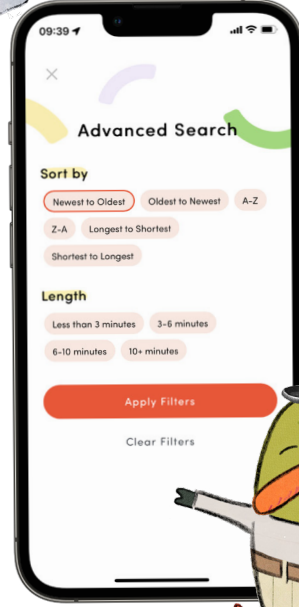 09:39
Advanced Search
Sort by
Newest to Oldest Oldest to Newest A-Z
Z-A Longest to Shortest
Shortest to Longest
Length
Less than 3 minutes 3-6 minutes
6-10 minutes 10+ minutes
Apply Filters
Clear Filters